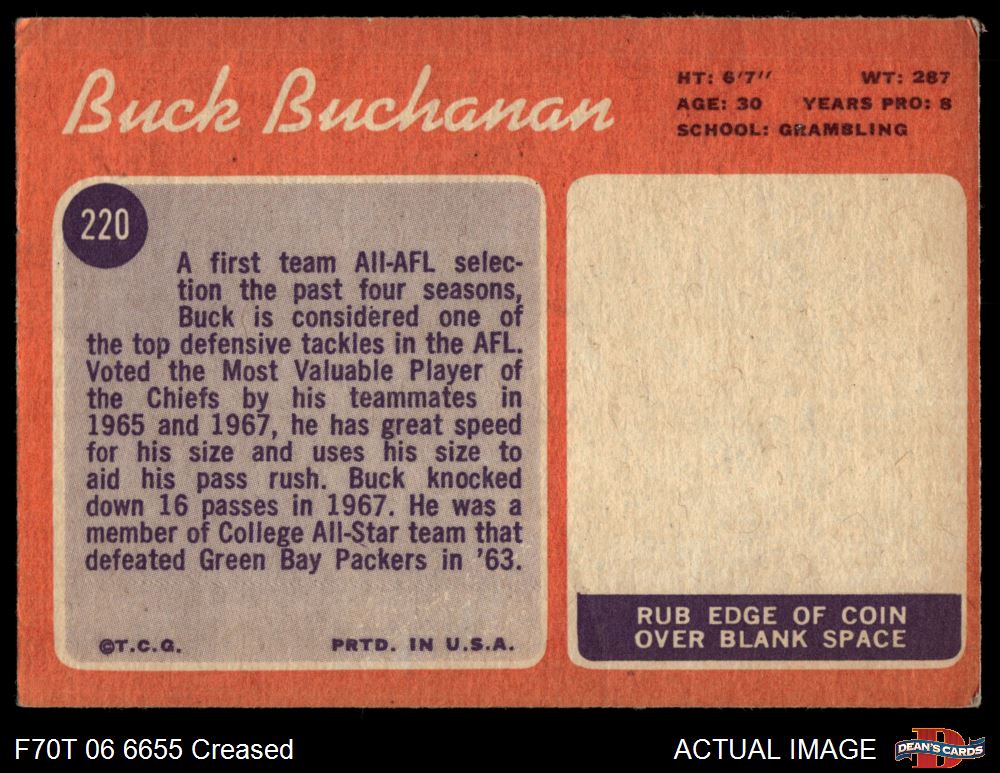 Buck Buchanan
HT: 6'7" WT: 287
AGE: 30 YEARS PRO: 8
SCHOOL: GRAMBLING
220
A first team All-AFL selec-
tion the past four seasons,
Buck is considered one of
the top defensive tackles in the AFL.
Voted the Most Valuable Player of
the Chiefs by his teammates in
1965 and 1967, he has great speed
for his size and uses his size to
aid his pass rush. Buck knocked
down 16 passes in 1967. He was a
member of College All-Star team that
defeated Green Bay Packers in '63.
©T.C.G. PRTD. IN U.S.A.
RUB EDGE OF COIN
OVER BLANK SPACE
F70T 06 6655 Creased
ACTUAL IMAGE
D
DEAN'S CARDS